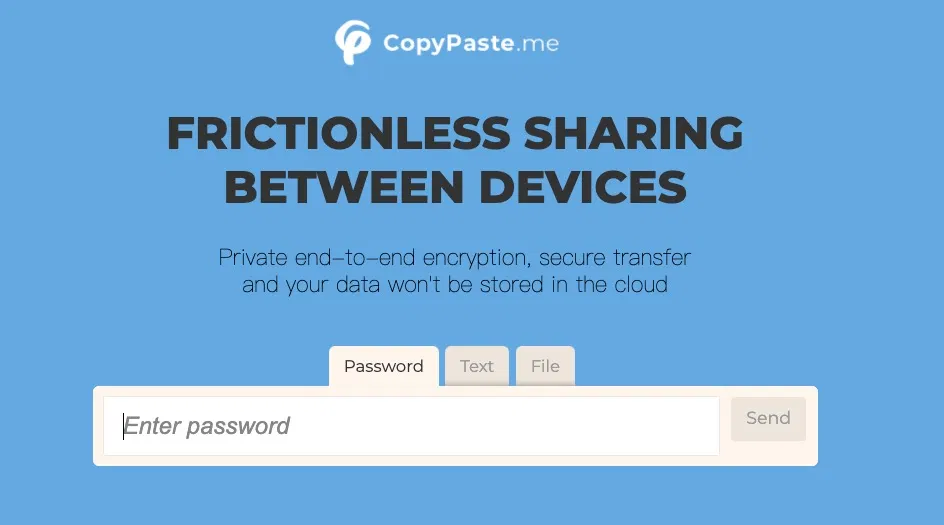 CopyPaste.me
FRICTIONLESS SHARING
BETWEEN DEVICES
Private end-to-end encryption, secure transfer
and your data won't be stored in the cloud
Password Text File
Enter password Send